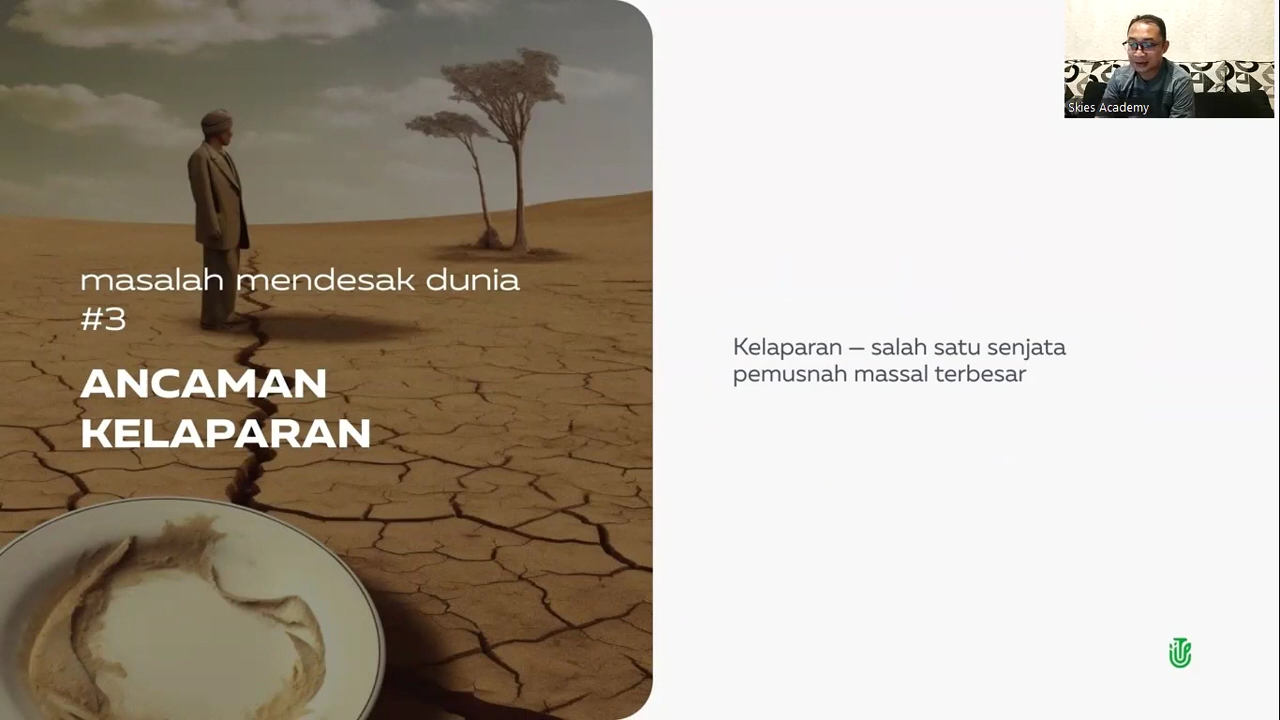 masalah mendesak dunia
#3
ANCAMAN
KELAPARAN
Kelaparan – salah satu senjata
pemusnah massal terbesar
Skies Academy